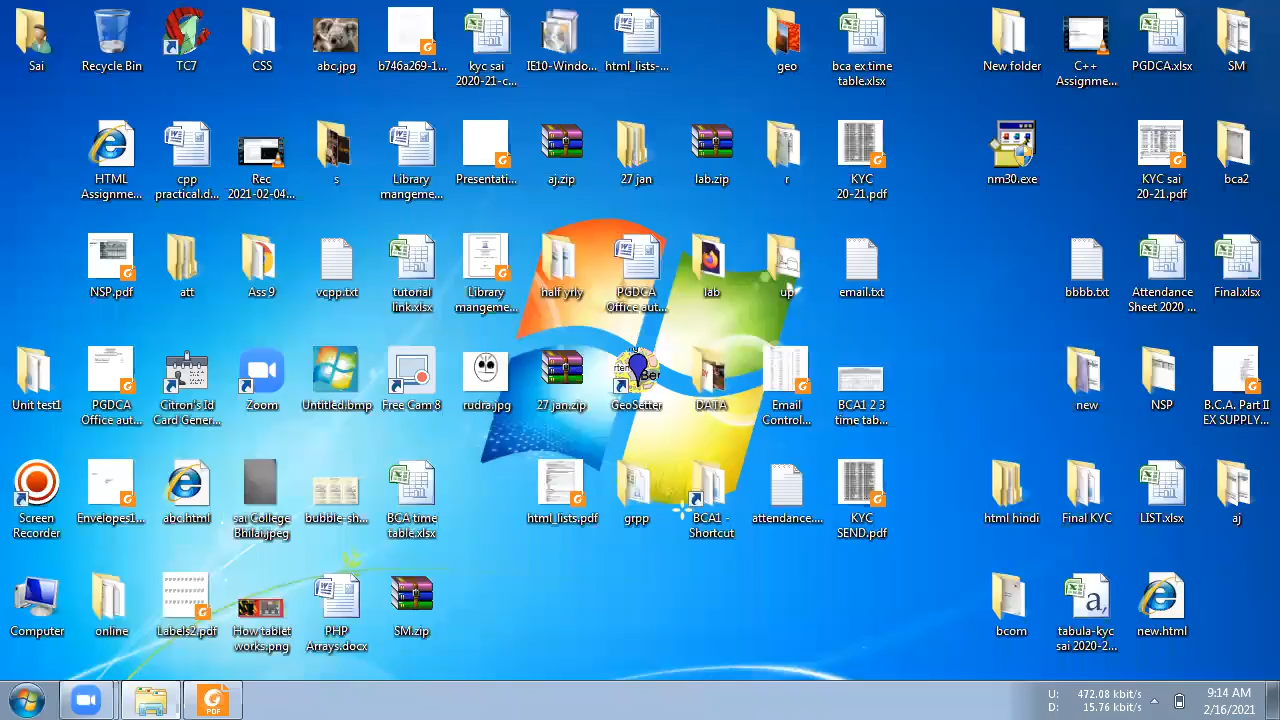 Sai
Recycle Bin
TC7
CSS
abc.jpg
b746a269-1...
kyc sai
2020-21-c...
IE10-Windo...
html_lists-...
geo
bca ex time
table.xlsx
New folder
C++
Assignme...
PGDCA.xlsx
SM
HTML
Assignme...
cpp
practical.d...
Rec
2021-02-04...
s
Library
mangeme...
Presentati...
aj.zip
27 jan
lab.zip
r
KYC
20-21.pdf
nm30.exe
KYC sai
20-21.pdf
bca2
NSP.pdf
att
Ass 9
vcpp.txt
tutorial
link.xlsx
Library
mangeme...
half yrly
PGDCA
Office aut...
lab
up
email.txt
bbbb.txt
Attendance
Sheet 2020 ...
Final.xlsx
Unit test1
PGDCA
Office aut...
Citron's Id
Card Gener...
Zoom
Untitled.bmp
Free Cam 8
rudra.jpg
27 jan.zip
GeoSetter
DATA
Email
Control...
BCA1 2 3
time tab...
new
NSP
B.C.A. Part II
EX SUPPLY...
Screen
Recorder
Envelopes1...
abc.html
sai College
Bhilai.jpeg
bubble-sh...
BCA time
table.xlsx
html_lists.pdf
grpp
BCA1 -
Shortcut
attendance....
KYC
SEND.pdf
html hindi
Final KYC
LIST.xlsx
aj
Computer
online
Labels2.pdf
How tablet
works.png
PHP
Arrays.docx
SM.zip
bcom
tabula-kyc
sai 2020-2...
new.html
PDF
U: 472.08 kbit/s
D: 15.76 kbit/s
9:14 AM
2/16/2021